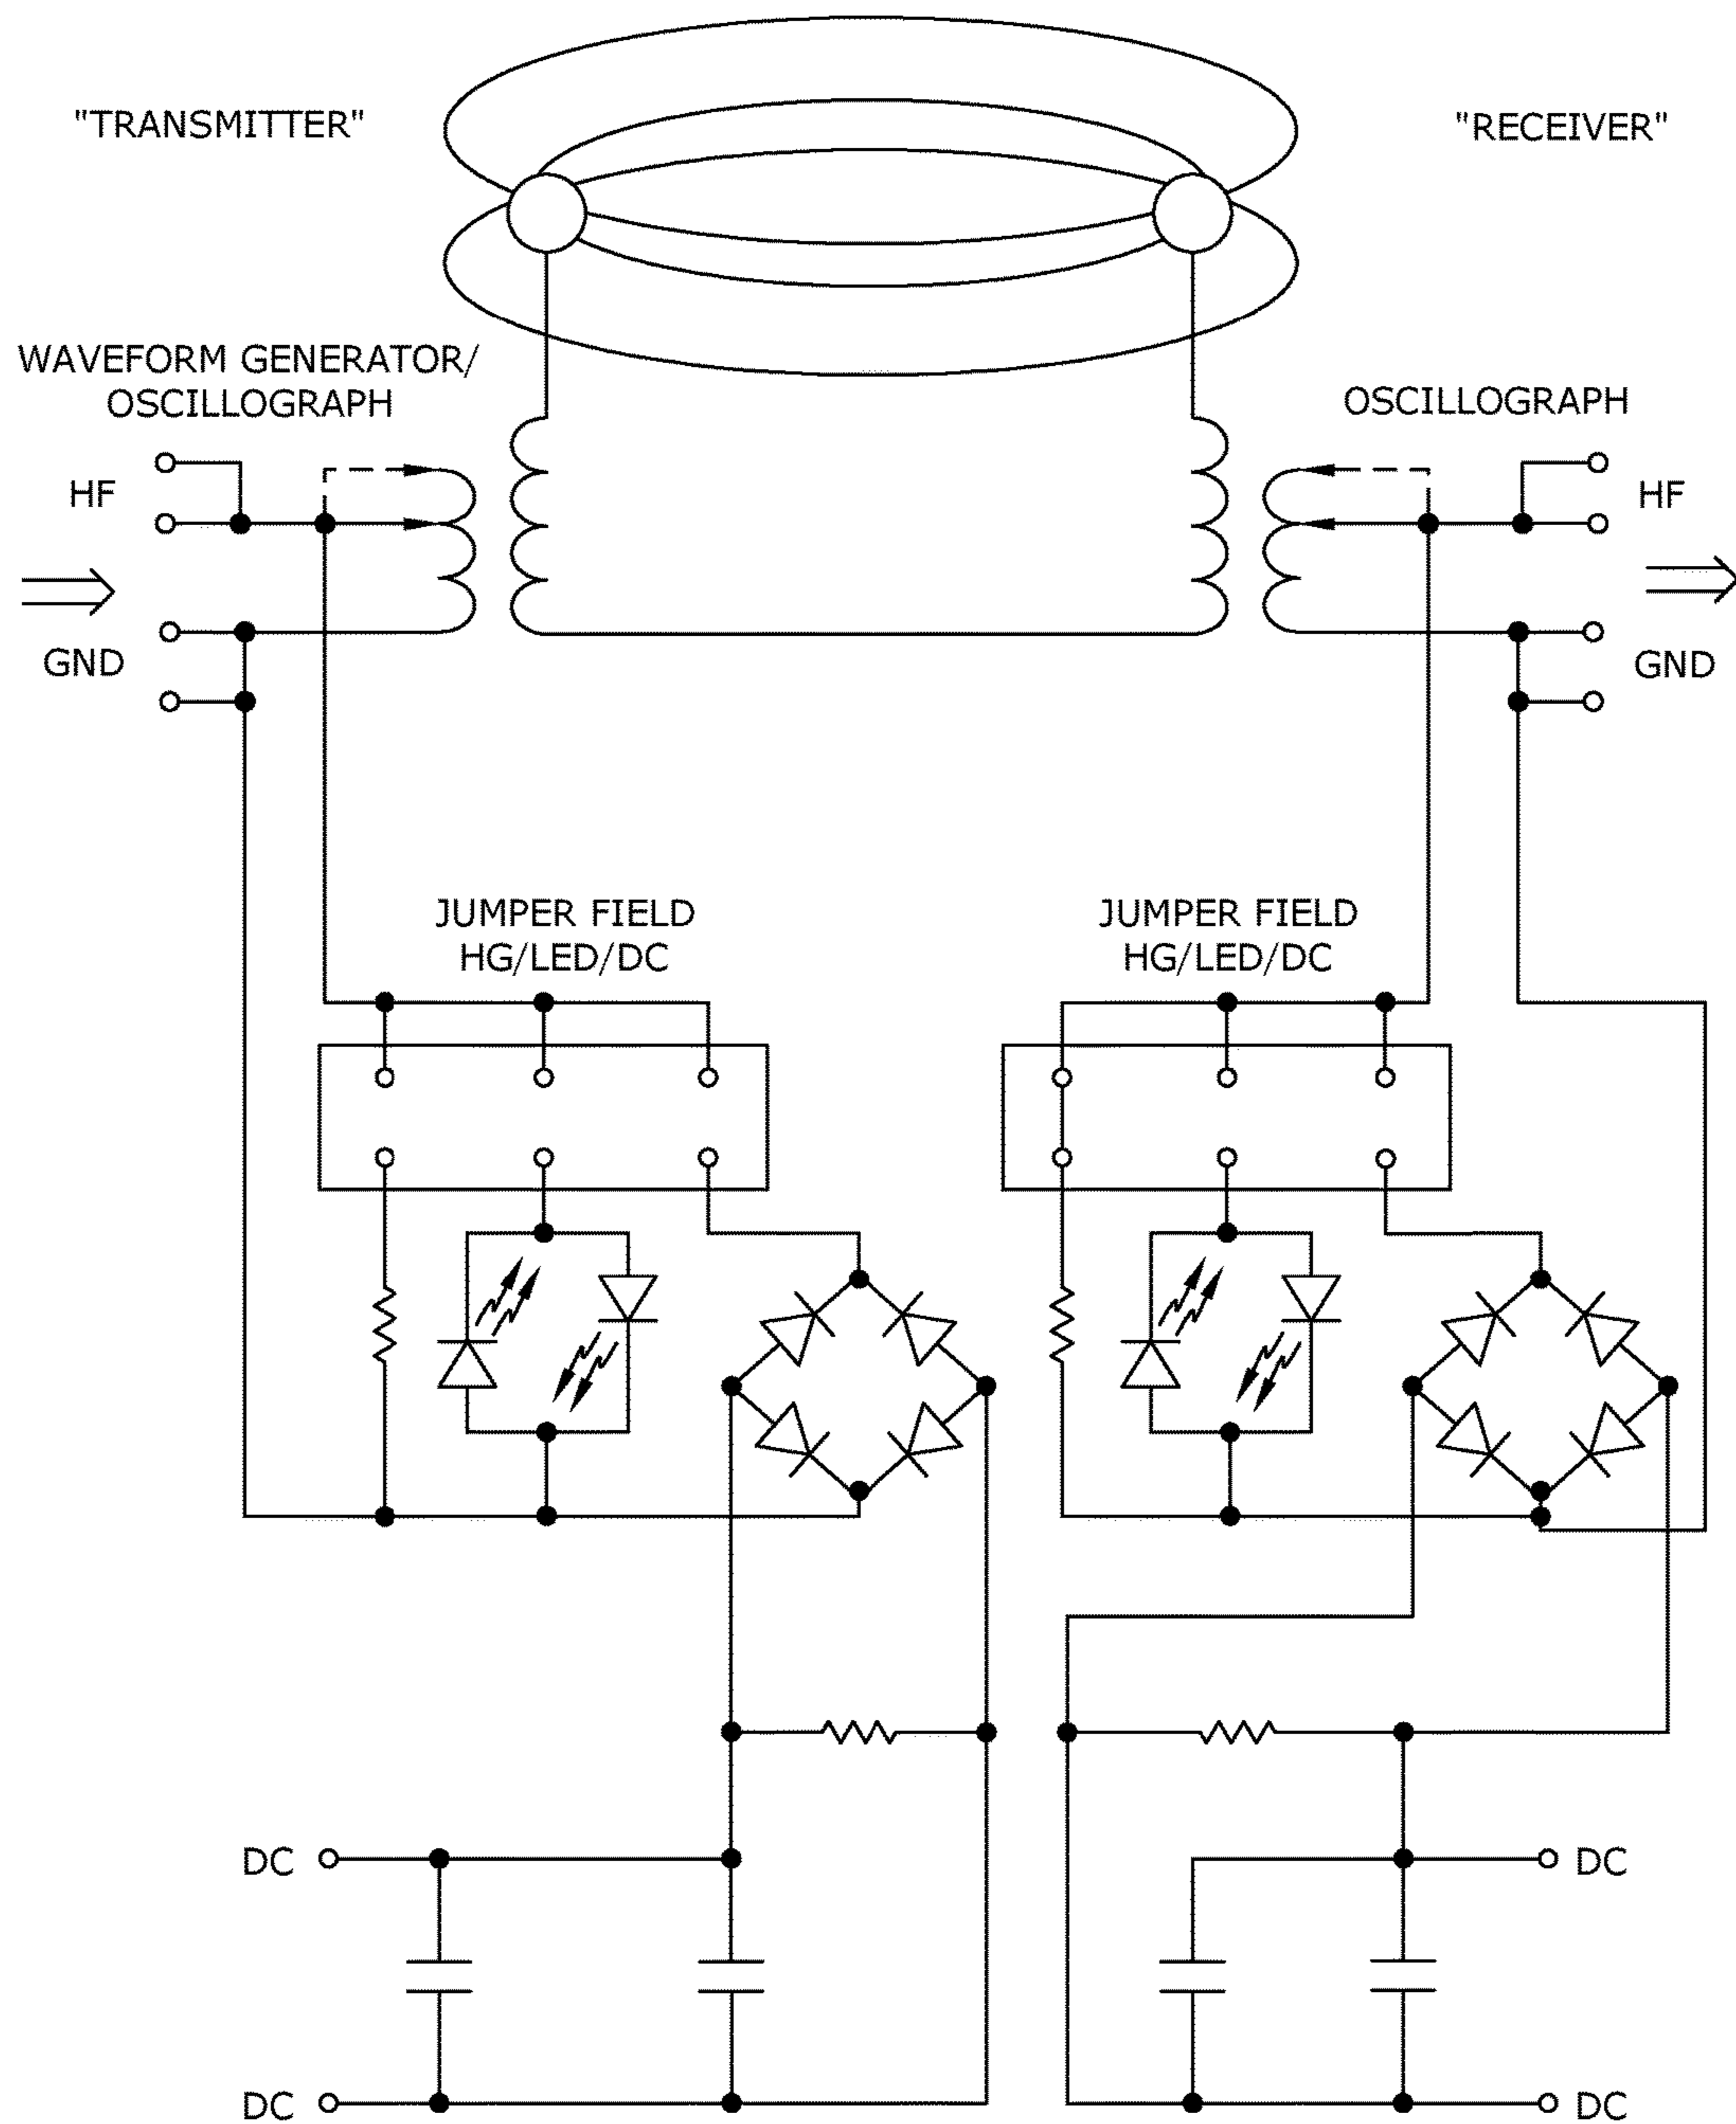 "TRANSMITTER"
"RECEIVER"
WAVEFORM GENERATOR/
OSCILLOGRAPH
OSCILLOGRAPH
HF
HF
GND
GND
JUMPER FIELD
HG/LED/DC
JUMPER FIELD
HG/LED/DC
DC
DC
DC
DC